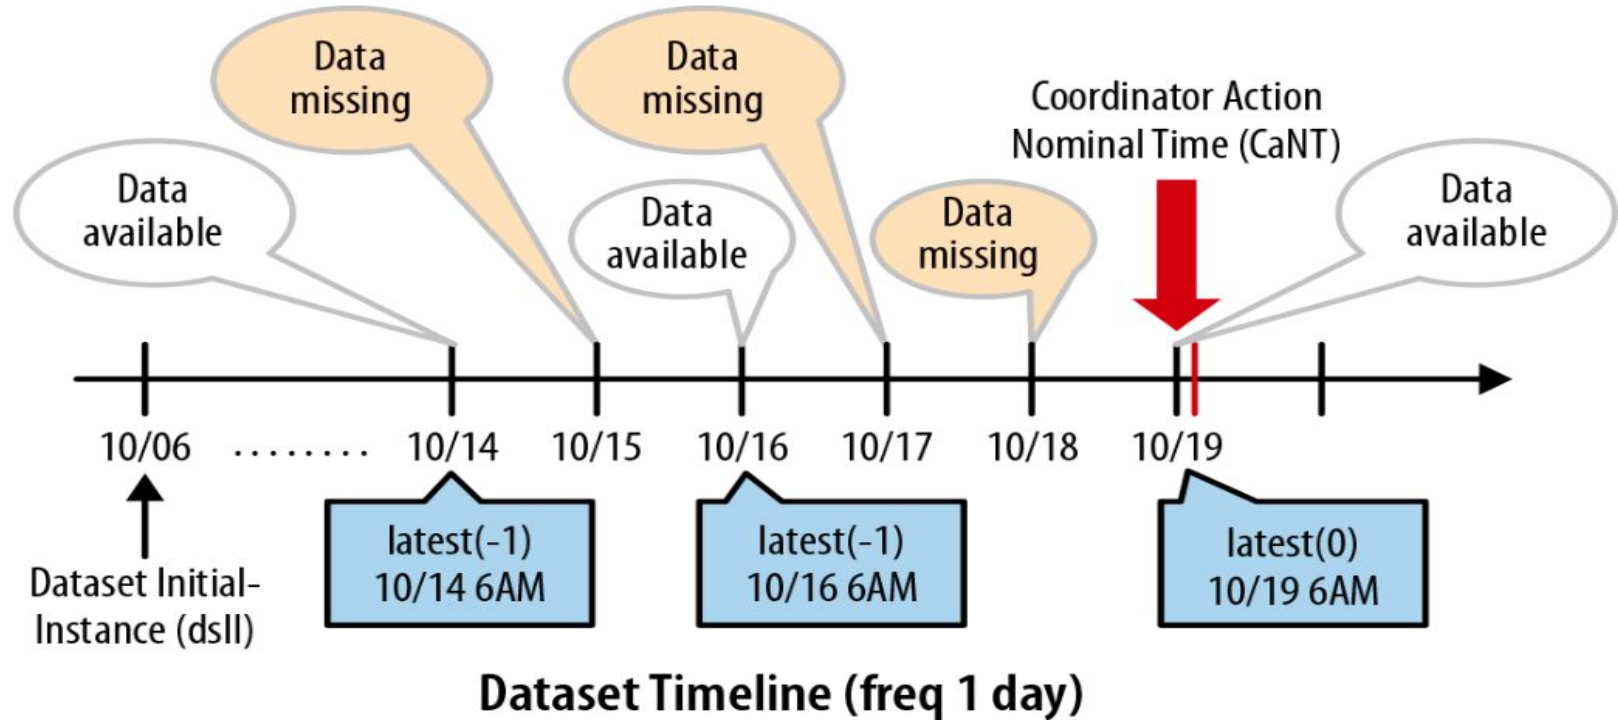 Data
missing
Data
missing
Coordinator Action
Nominal Time (CaNT)
Data
available
Data
available
Data
missing
Data
available
10/06 ......... 10/14 10/15 10/16 10/17 10/18 10/19
Dataset Initial-
Instance (dsII)
latest(-1)
10/14 6AM
latest(-1)
10/16 6AM
latest(0)
10/19 6AM
Dataset Timeline (freq 1 day)